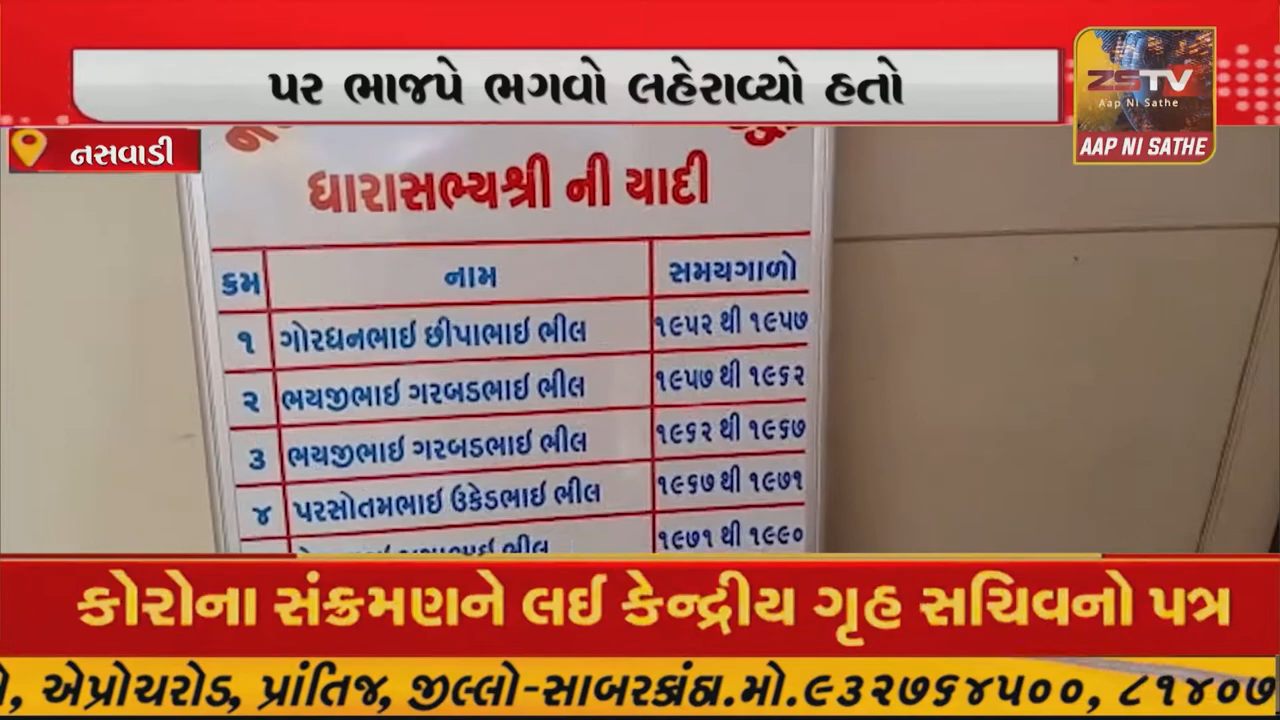 પર ભાજપે ભગવો લહેરાવ્યો હતો
ZSTV
Aap Ni Sathe
AAP NI SATHE
નસવાડી
ધારાસભ્યશ્રી ની યાદી
ક્રમ નામ સમયગાળો
૧ ગોરધનભાઇ છીપાભાઇ ભીલ ૧૯૫૨ થી ૧૯૫૭
૨ ભયજીભાઇ ગરબડભાઇ ભીલ ૧૯૫૭ થી ૧૯૬૨
૩ ભયજીભાઇ ગરબડભાઇ ભીલ ૧૯૬૨ થી ૧૯૬૭
૪ પરસોતમભાઇ ઉકેડભાઇ ભીલ ૧૯૬૭ થી ૧૯૭૧
ભીલ ૧૯૭૧ થી ૧૯૯૦
કોરોના સંક્રમણને લઈ કેન્દ્રીય ગૃહ સચિવનો પત્ર
એપ્રોચરોડ, પ્રાંતિજ, જીલ્લો-સાબરકાંઠા.મો.૯૩૨૭૬૪૫૦૦, ૮૧૪૦૭